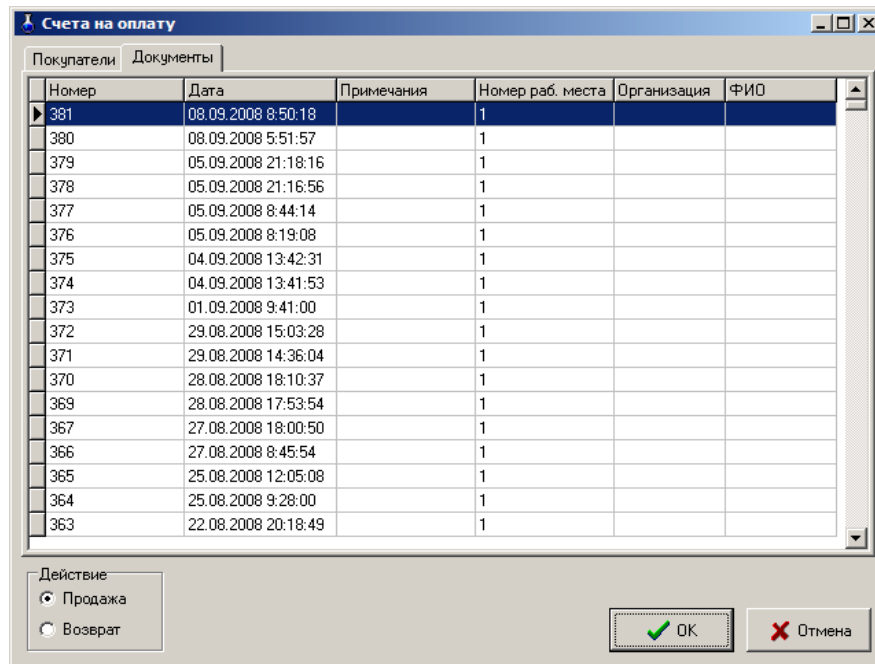 Счета на оплату
Покупатели Документы
Номер Дата Примечания Номер раб. места Организация ФИО
381 08.09.2008 8:50:18 1
380 08.09.2008 5:51:57 1
379 05.09.2008 21:18:16 1
378 05.09.2008 21:16:56 1
377 05.09.2008 8:44:14 1
376 05.09.2008 8:19:08 1
375 04.09.2008 13:42:31 1
374 04.09.2008 13:41:53 1
373 01.09.2008 9:41:00 1
372 29.08.2008 15:03:28 1
371 29.08.2008 14:36:04 1
370 28.08.2008 18:10:37 1
369 28.08.2008 17:53:54 1
367 27.08.2008 18:00:50 1
366 27.08.2008 8:45:54 1
365 25.08.2008 12:05:08 1
364 25.08.2008 9:28:00 1
363 22.08.2008 20:18:49 1
Действие
Продажа
Возврат
OK Отмена